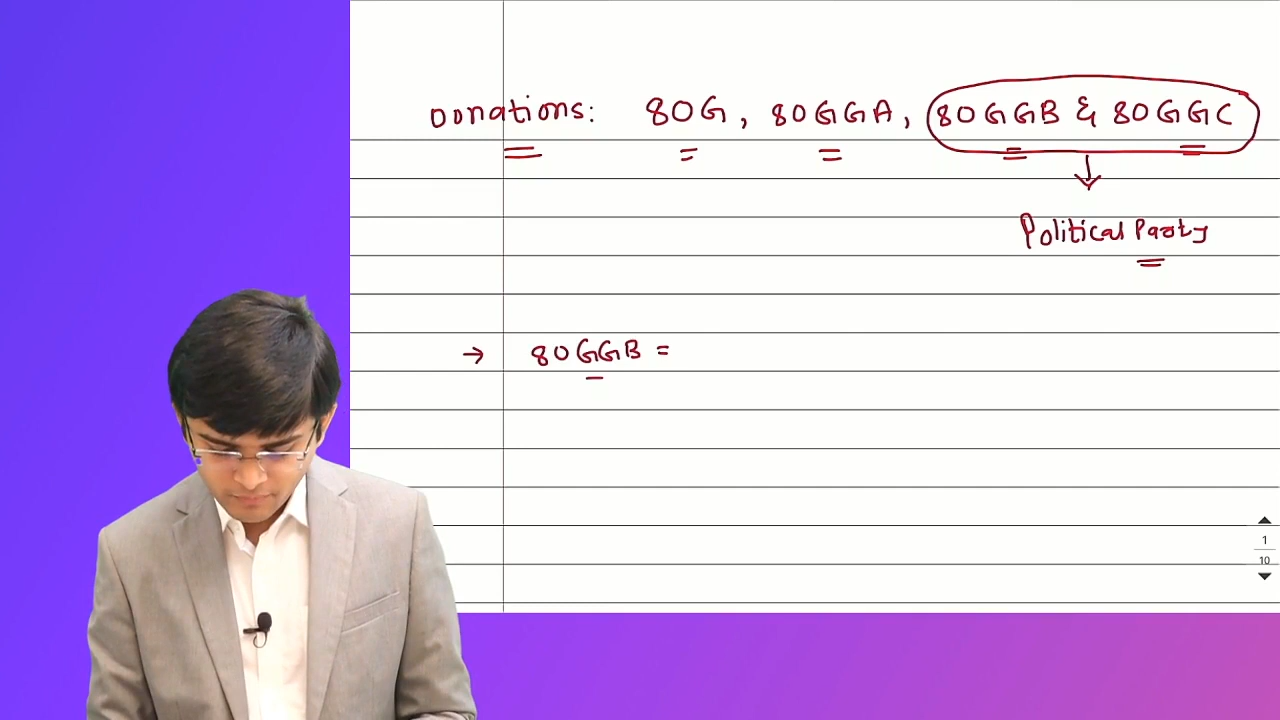 Donations: 80G, 80GGA, 80GGB & 80GGC
Political Party
→ 80GGB =
1
10